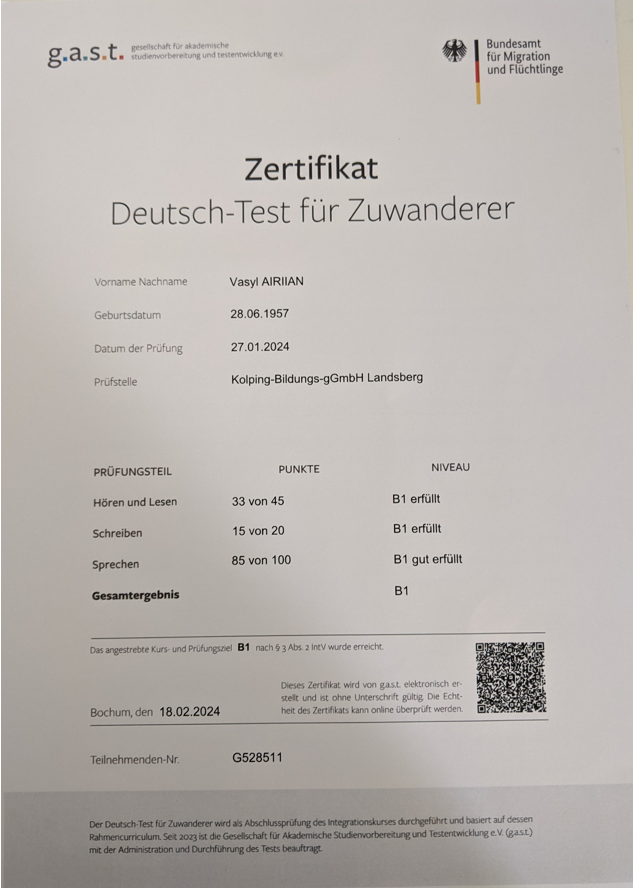 g.a.s.t. gesellschaft für akademische
studienvorbereitung und testentwicklung e.v.
Bundesamt
für Migration
und Flüchtlinge
Zertifikat
Deutsch-Test für Zuwanderer
Vorname Nachname Vasyl AIRIIAN
Geburtsdatum 28.06.1957
Datum der Prüfung 27.01.2024
Prüfstelle Kolping-Bildungs-gGmbH Landsberg
PRÜFUNGSTEIL PUNKTE NIVEAU
Hören und Lesen 33 von 45 B1 erfüllt
Schreiben 15 von 20 B1 erfüllt
Sprechen 85 von 100 B1 gut erfüllt
Gesamtergebnis B1
Das angestrebte Kurs- und Prüfungsziel B1 nach § 3 Abs. 2 IntV wurde erreicht.
Dieses Zertifikat wird von g.a.s.t. elektronisch er-
stellt und ist ohne Unterschrift gültig. Die Echt-
heit des Zertifikats kann online überprüft werden.
Bochum, den 18.02.2024
Teilnehmenden-Nr. G528511
Der Deutsch-Test für Zuwanderer wird als Abschlussprüfung des Integrationskurses durchgeführt und basiert auf dessen
Rahmencurriculum. Seit 2023 ist die Gesellschaft für Akademische Studienvorbereitung und Testentwicklung e.V. (g.a.s.t.)
mit der Administration und Durchführung des Tests beauftragt.